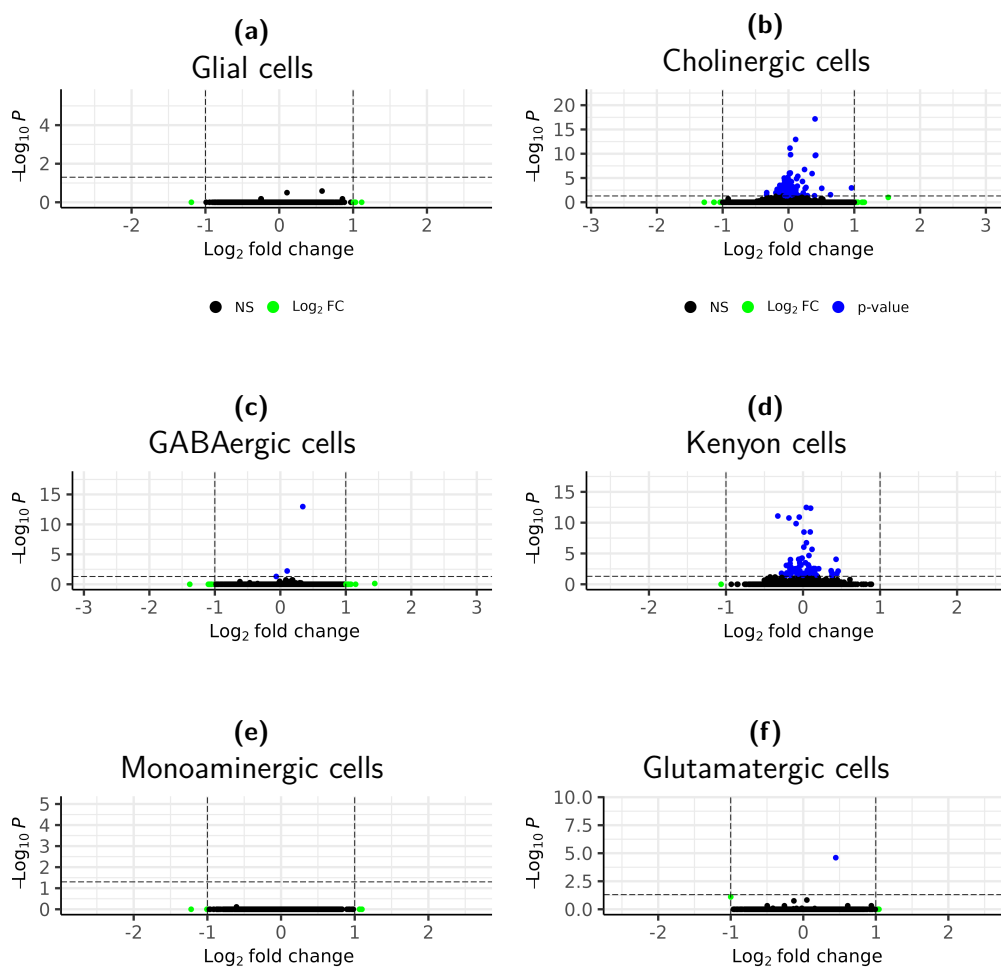 (a)
Glial cells
–Log10 P
4
2
0
-2
-1
0
1
2
Log2 fold change
NS
Log2 FC
(b)
Cholinergic cells
–Log10 P
20
15
10
5
0
-3
-2
-1
0
1
2
3
Log2 fold change
NS
Log2 FC
p-value
(c)
GABAergic cells
–Log10 P
15
10
5
0
-3
-2
-1
0
1
2
3
Log2 fold change
(d)
Kenyon cells
–Log10 P
15
10
5
0
-2
-1
0
1
2
Log2 fold change
(e)
Monoaminergic cells
–Log10 P
5
4
3
2
1
0
-2
-1
0
1
2
Log2 fold change
(f)
Glutamatergic cells
–Log10 P
10.0
7.5
5.0
2.5
0.0
-2
-1
0
1
2
Log2 fold change